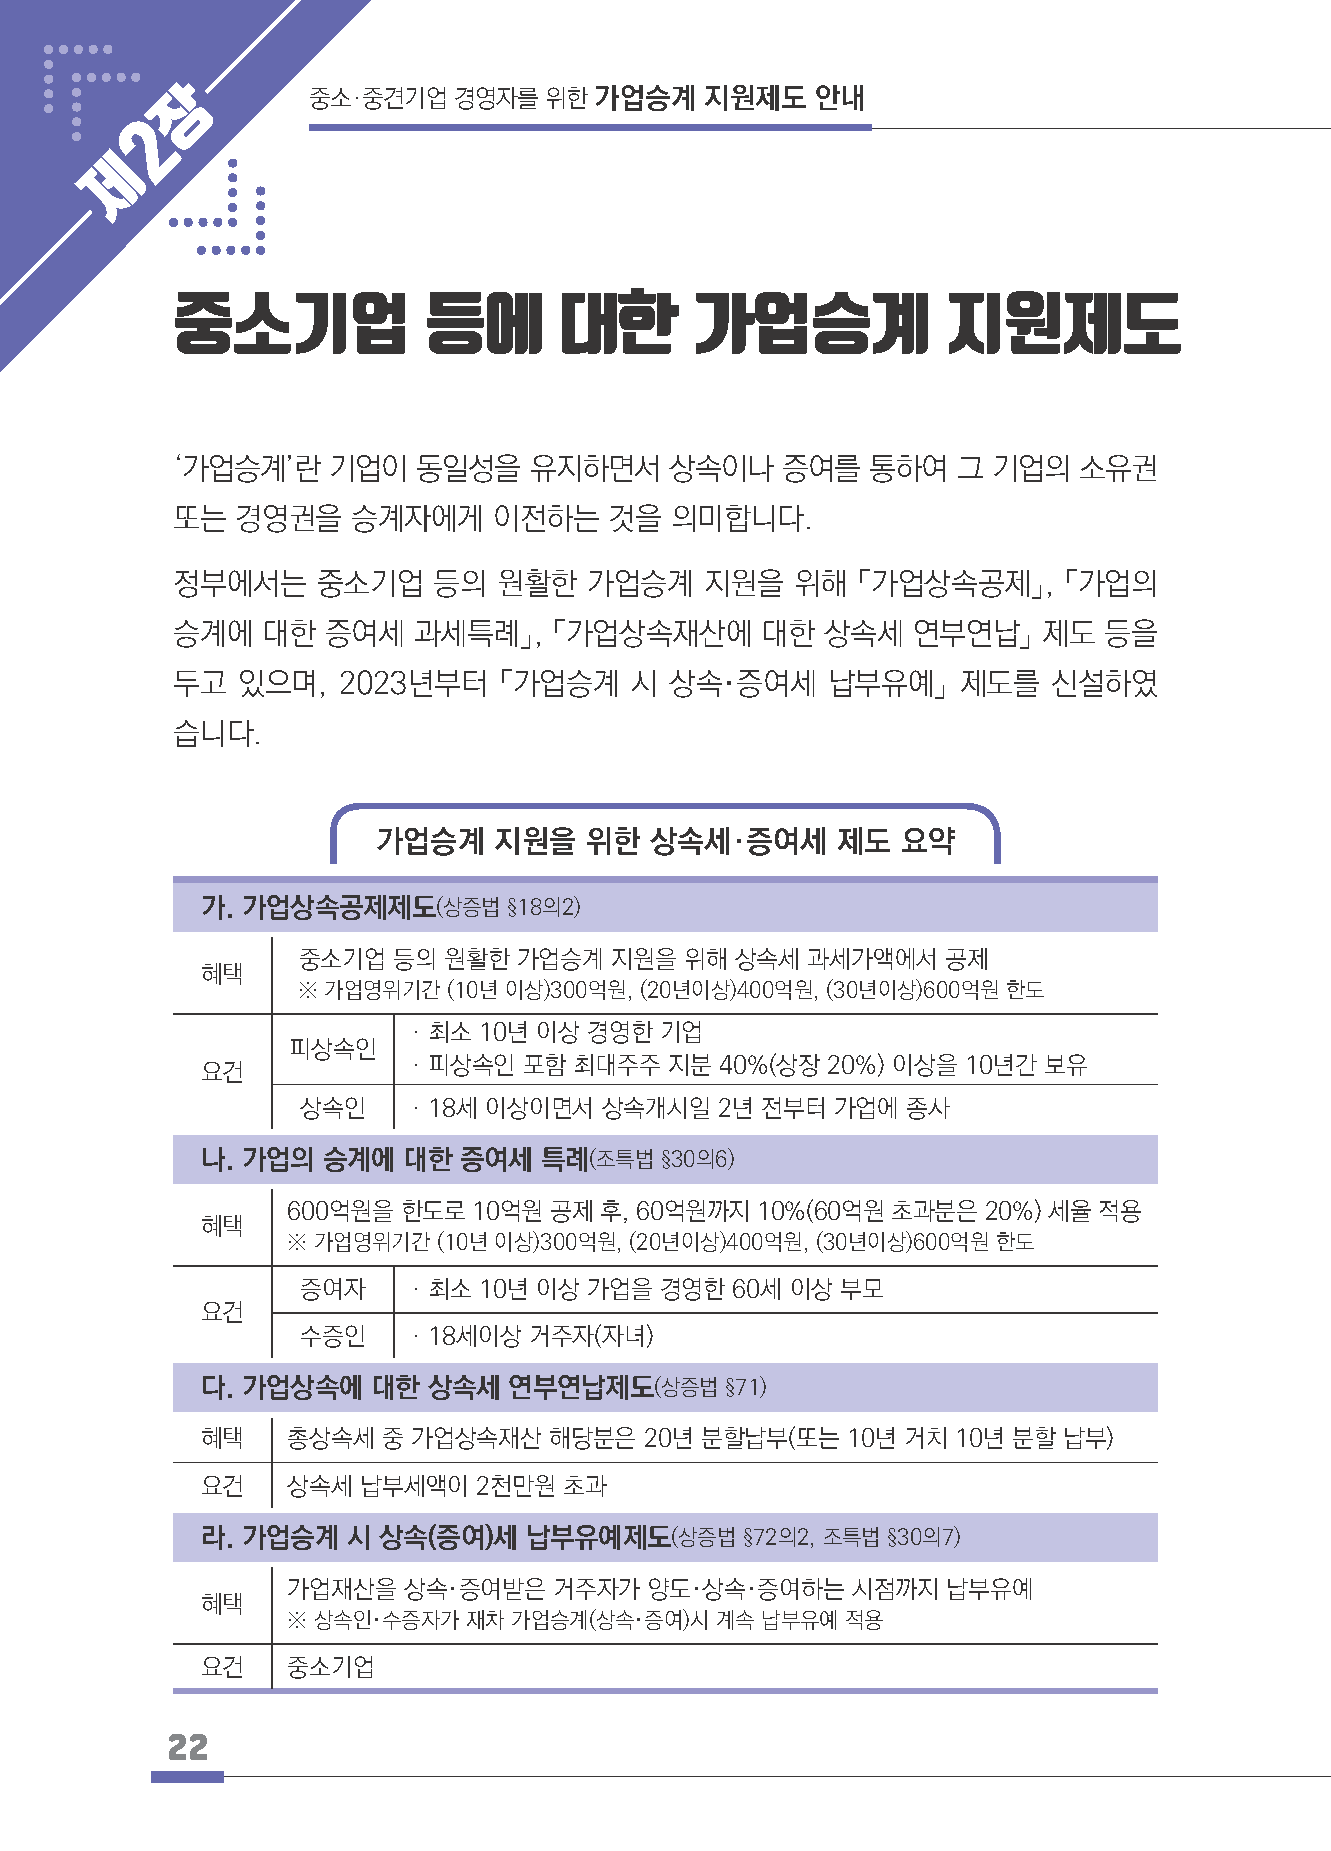 제2장
중소·중견기업 경영자를 위한 가업승계 지원제도 안내
중소기업 등에 대한 가업승계 지원제도
‘가업승계’란 기업이 동일성을 유지하면서 상속이나 증여를 통하여 그 기업의 소유권
또는 경영권을 승계자에게 이전하는 것을 의미합니다.
정부에서는 중소기업 등의 원활한 가업승계 지원을 위해 「가업상속공제」, 「가업의
승계에 대한 증여세 과세특례」, 「가업상속재산에 대한 상속세 연부연납」 제도 등을
두고 있으며, 2023년부터 「가업승계 시 상속·증여세 납부유예」 제도를 신설하였
습니다.
가업승계 지원을 위한 상속세·증여세 제도 요약
가. 가업상속공제제도(상증법 §18의2)
혜택
중소기업 등의 원활한 가업승계 지원을 위해 상속세 과세가액에서 공제
※ 가업영위기간 (10년 이상)300억원, (20년이상)400억원, (30년이상)600억원 한도
요건
피상속인
· 최소 10년 이상 경영한 기업
· 피상속인 포함 최대주주 지분 40%(상장 20%) 이상을 10년간 보유
상속인 · 18세 이상이면서 상속개시일 2년 전부터 가업에 종사
나. 가업의 승계에 대한 증여세 특례(조특법 §30의6)
혜택
600억원을 한도로 10억원 공제 후, 60억원까지 10%(60억원 초과분은 20%) 세율 적용
※ 가업영위기간 (10년 이상)300억원, (20년이상)400억원, (30년이상)600억원 한도
요건
증여자 · 최소 10년 이상 가업을 경영한 60세 이상 부모
수증인 · 18세이상 거주자(자녀)
다. 가업상속에 대한 상속세 연부연납제도(상증법 §71)
혜택 총상속세 중 가업상속재산 해당분은 20년 분할납부(또는 10년 거치 10년 분할 납부)
요건 상속세 납부세액이 2천만원 초과
라. 가업승계 시 상속(증여)세 납부유예제도(상증법 §72의2, 조특법 §30의7)
혜택
가업재산을 상속·증여받은 거주자가 양도·상속·증여하는 시점까지 납부유예
※ 상속인·수증자가 재차 가업승계(상속·증여)시 계속 납부유예 적용
요건 중소기업
22